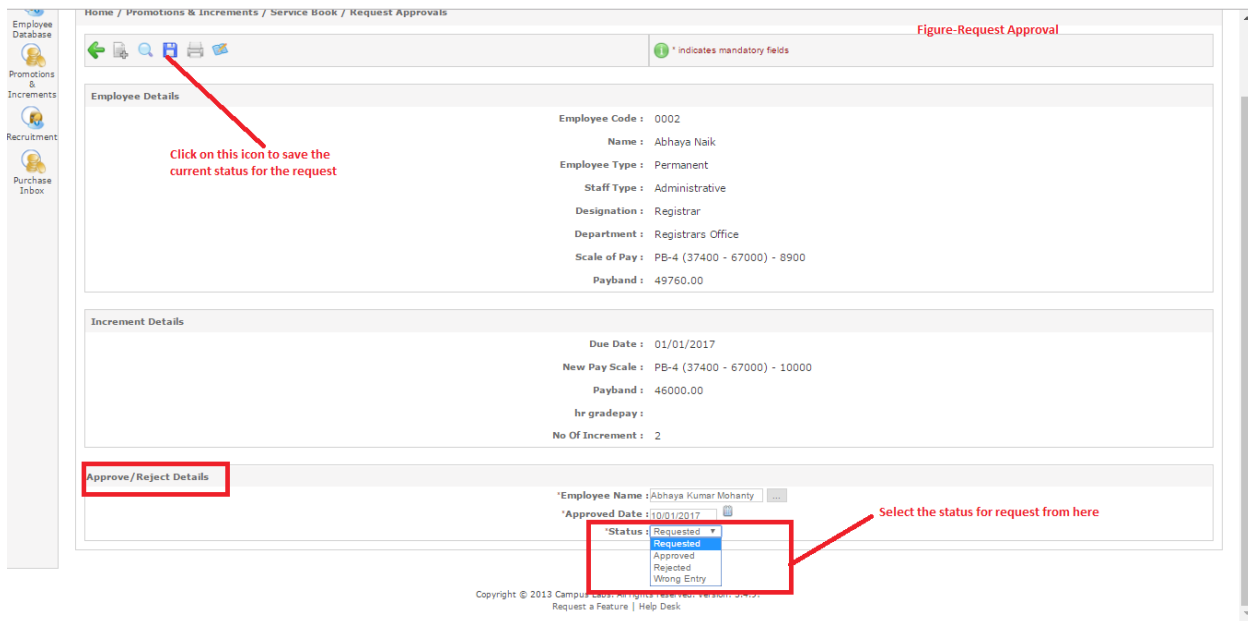 Home / Promotions & Increments / Service Book / Request Approvals
Figure-Request Approval
Employee
Database
Promotions
&
Increments
Recruitment
Purchase
Inbox
* indicates mandatory fields
Employee Details
Employee Code : 0002
Name : Abhaya Naik
Employee Type : Permanent
Staff Type : Administrative
Designation : Registrar
Department : Registrars Office
Scale of Pay : PB-4 (37400 - 67000) - 8900
Payband : 49760.00
Click on this icon to save the
current status for the request
Increment Details
Due Date : 01/01/2017
New Pay Scale : PB-4 (37400 - 67000) - 10000
Payband : 46000.00
hr gradepay :
No Of Increment : 2
Approve/Reject Details
*Employee Name : Abhaya Kumar Mohanty ...
*Approved Date : 10/01/2017
*Status : Requested
Requested
Approved
Rejected
Wrong Entry
Select the status for request from here
Copyright © 2013 Campus Labs. All rights reserved. Version: 3.4.
Request a Feature | Help Desk